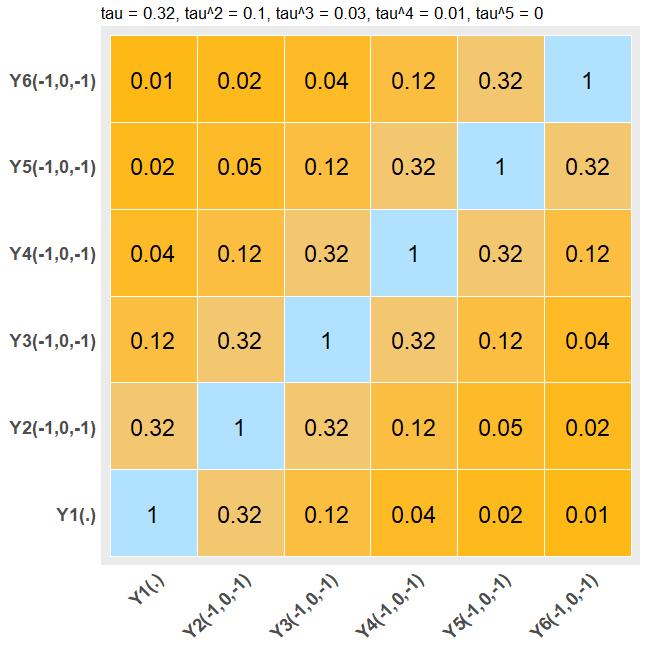 tau = 0.32, tau^2 = 0.1, tau^3 = 0.03, tau^4 = 0.01, tau^5 = 0
Y6(-1,0,-1) 0.01 0.02 0.04 0.12 0.32 1
Y5(-1,0,-1) 0.02 0.05 0.12 0.32 1 0.32
Y4(-1,0,-1) 0.04 0.12 0.32 1 0.32 0.12
Y3(-1,0,-1) 0.12 0.32 1 0.32 0.12 0.04
Y2(-1,0,-1) 0.32 1 0.32 0.12 0.05 0.02
Y1(.) 1 0.32 0.12 0.04 0.02 0.01
Y1(.) Y2(-1,0,-1) Y3(-1,0,-1) Y4(-1,0,-1) Y5(-1,0,-1) Y6(-1,0,-1)